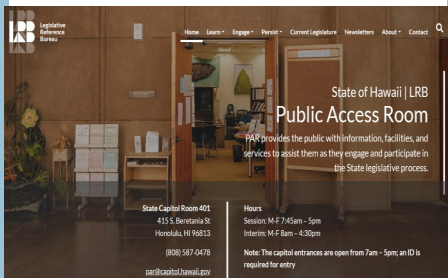 Legislative
Reference
Bureau
Home Learn Engage Persist Current Legislature Newsletters About Contact
State of Hawaii | LRB
Public Access Room
PAR provides the public with information, facilities, and
services to assist them as they engage and participate in
the State legislative process.
State Capitol Room 401
415 S. Beretania St
Honolulu, HI 96813
(808) 587-0478
par@capitol.hawaii.gov
Hours
Session: M-F 7:45am – 5pm
Interim: M-F 8am – 4:30pm
Note: The capitol entrances are open from 7am – 5pm; an ID is
required for entry